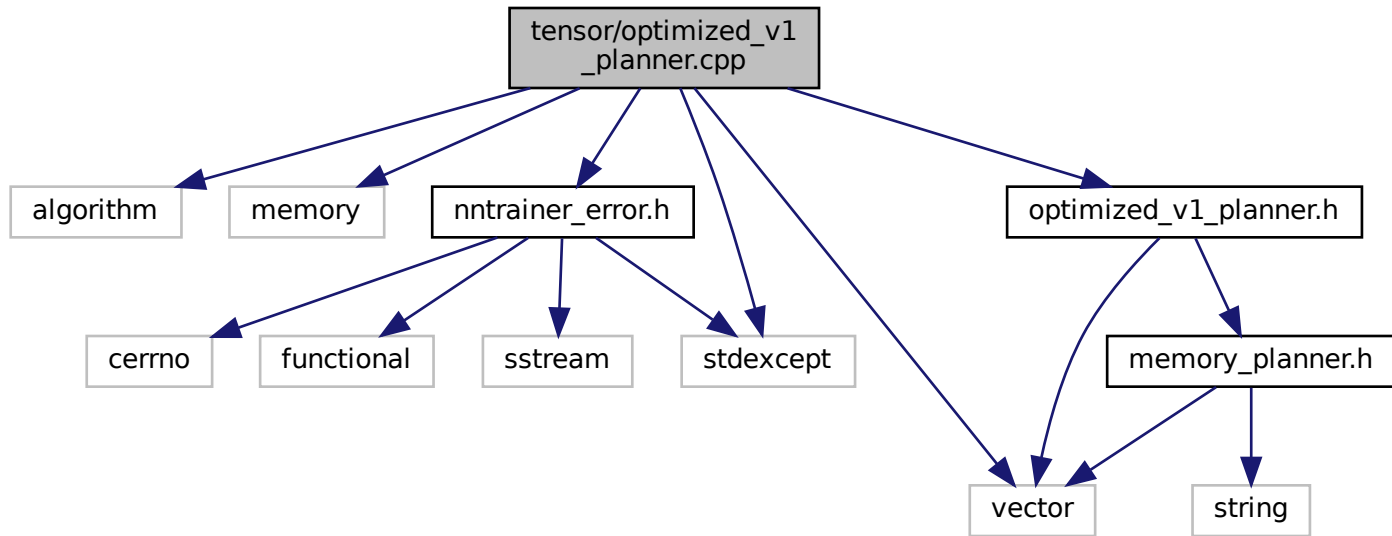 tensor/optimized_v1
_planner.cpp
algorithm
memory
nntrainer_error.h
optimized_v1_planner.h
cerrno
functional
sstream
stdexcept
memory_planner.h
vector
string